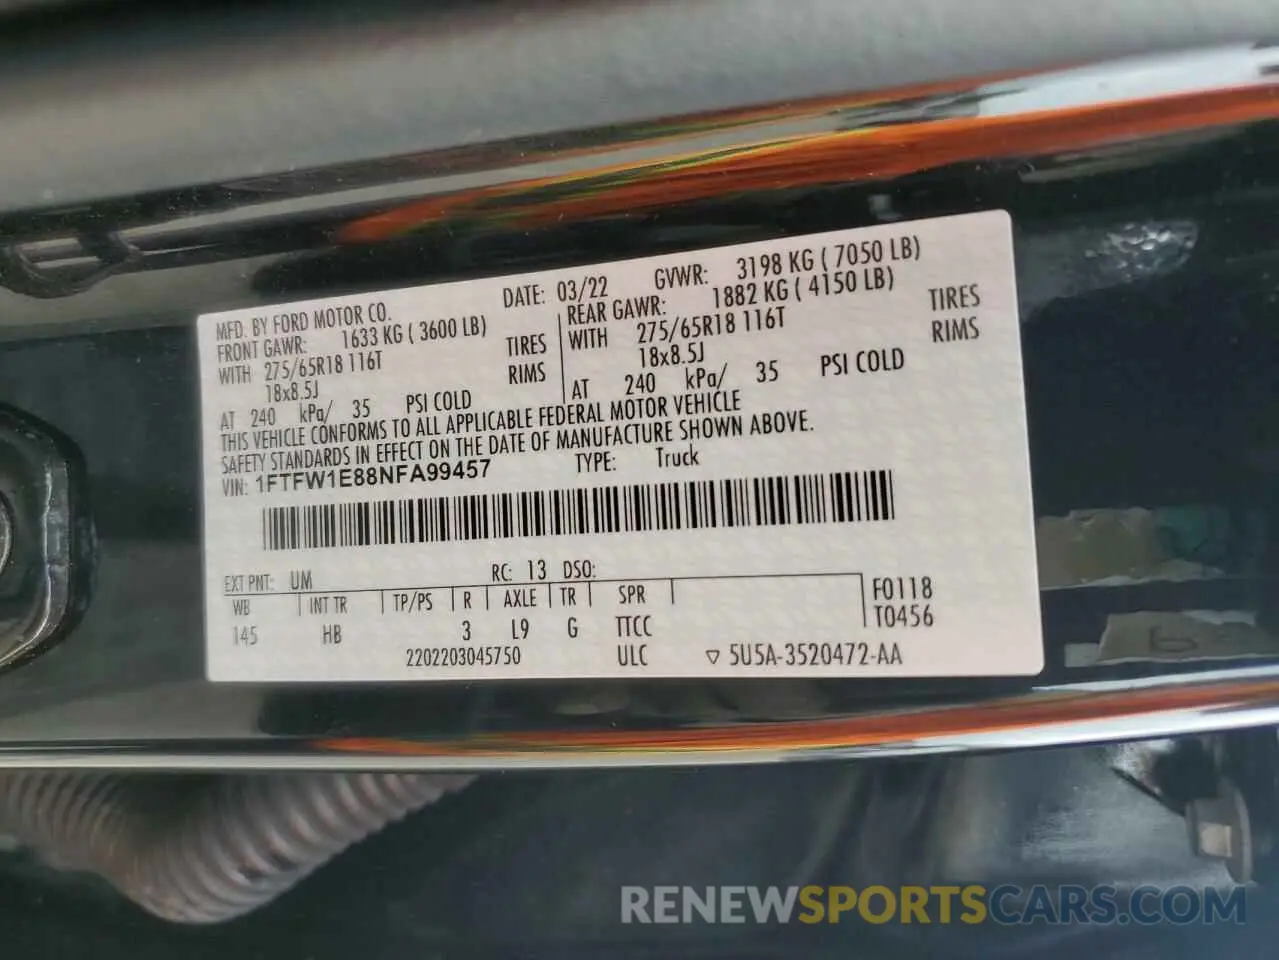 MFD. BY FORD MOTOR CO.
DATE: 03/22 GVWR: 3198 KG ( 7050 LB)
FRONT GAWR: 1633 KG ( 3600 LB)
WITH 275/65R18 116T TIRES
18x8.5J RIMS
AT 240 kPa/ 35 PSI COLD
REAR GAWR: 1882 KG ( 4150 LB)
WITH 275/65R18 116T TIRES
18x8.5J RIMS
AT 240 kPa/ 35 PSI COLD
THIS VEHICLE CONFORMS TO ALL APPLICABLE FEDERAL MOTOR VEHICLE
SAFETY STANDARDS IN EFFECT ON THE DATE OF MANUFACTURE SHOWN ABOVE.
VIN: 1FTFW1E88NFA99457 TYPE: Truck
EXT PNT: UM RC: 13 DSO:
WB INT TR TP/PS R AXLE TR SPR F0118
145 HB 3 L9 G TTCC T0456
2202203045750 ULC ▽ 5U5A-3520472-AA
RENEWSPORTSCARS.COM